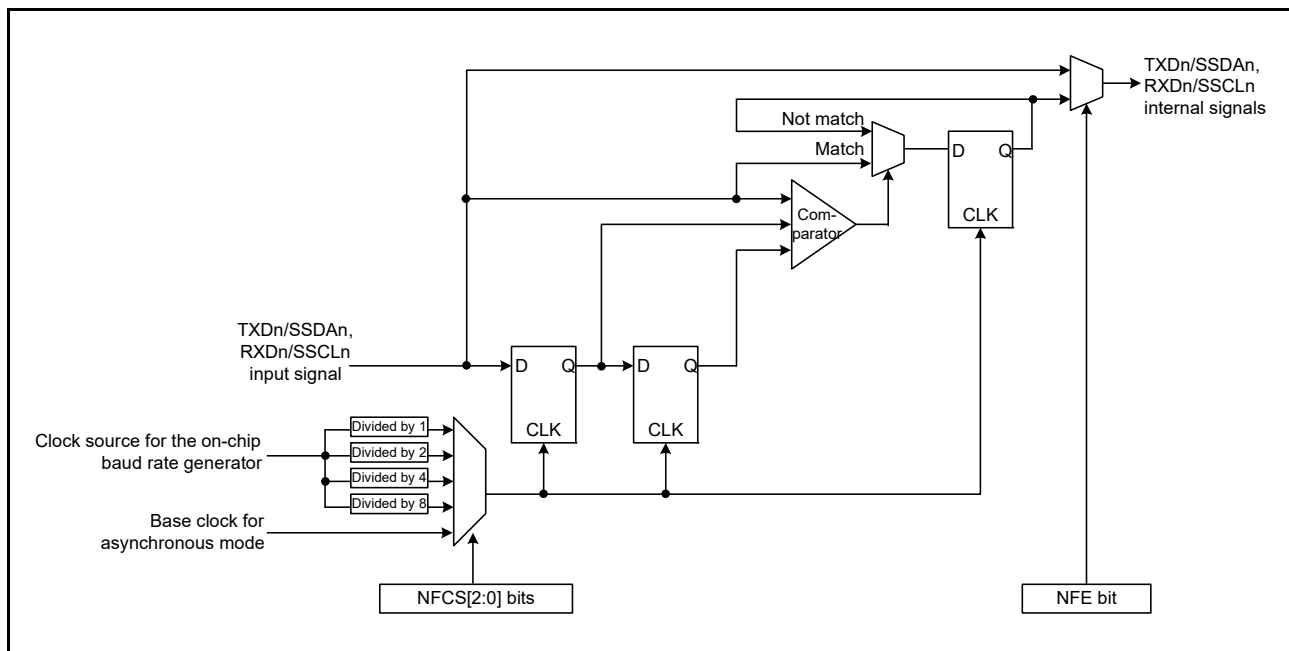 TXDn/SSDAn,
RXDn/SSCLn
internal signals
Not match
Match
D
Q
CLK
Com-
parator
TXDn/SSDAn,
RXDn/SSCLn
input signal
D
Q
CLK
D
Q
CLK
Clock source for the on-chip
baud rate generator
Divided by 1
Divided by 2
Divided by 4
Divided by 8
Base clock for
asynchronous mode
NFCS[2:0] bits
NFE bit